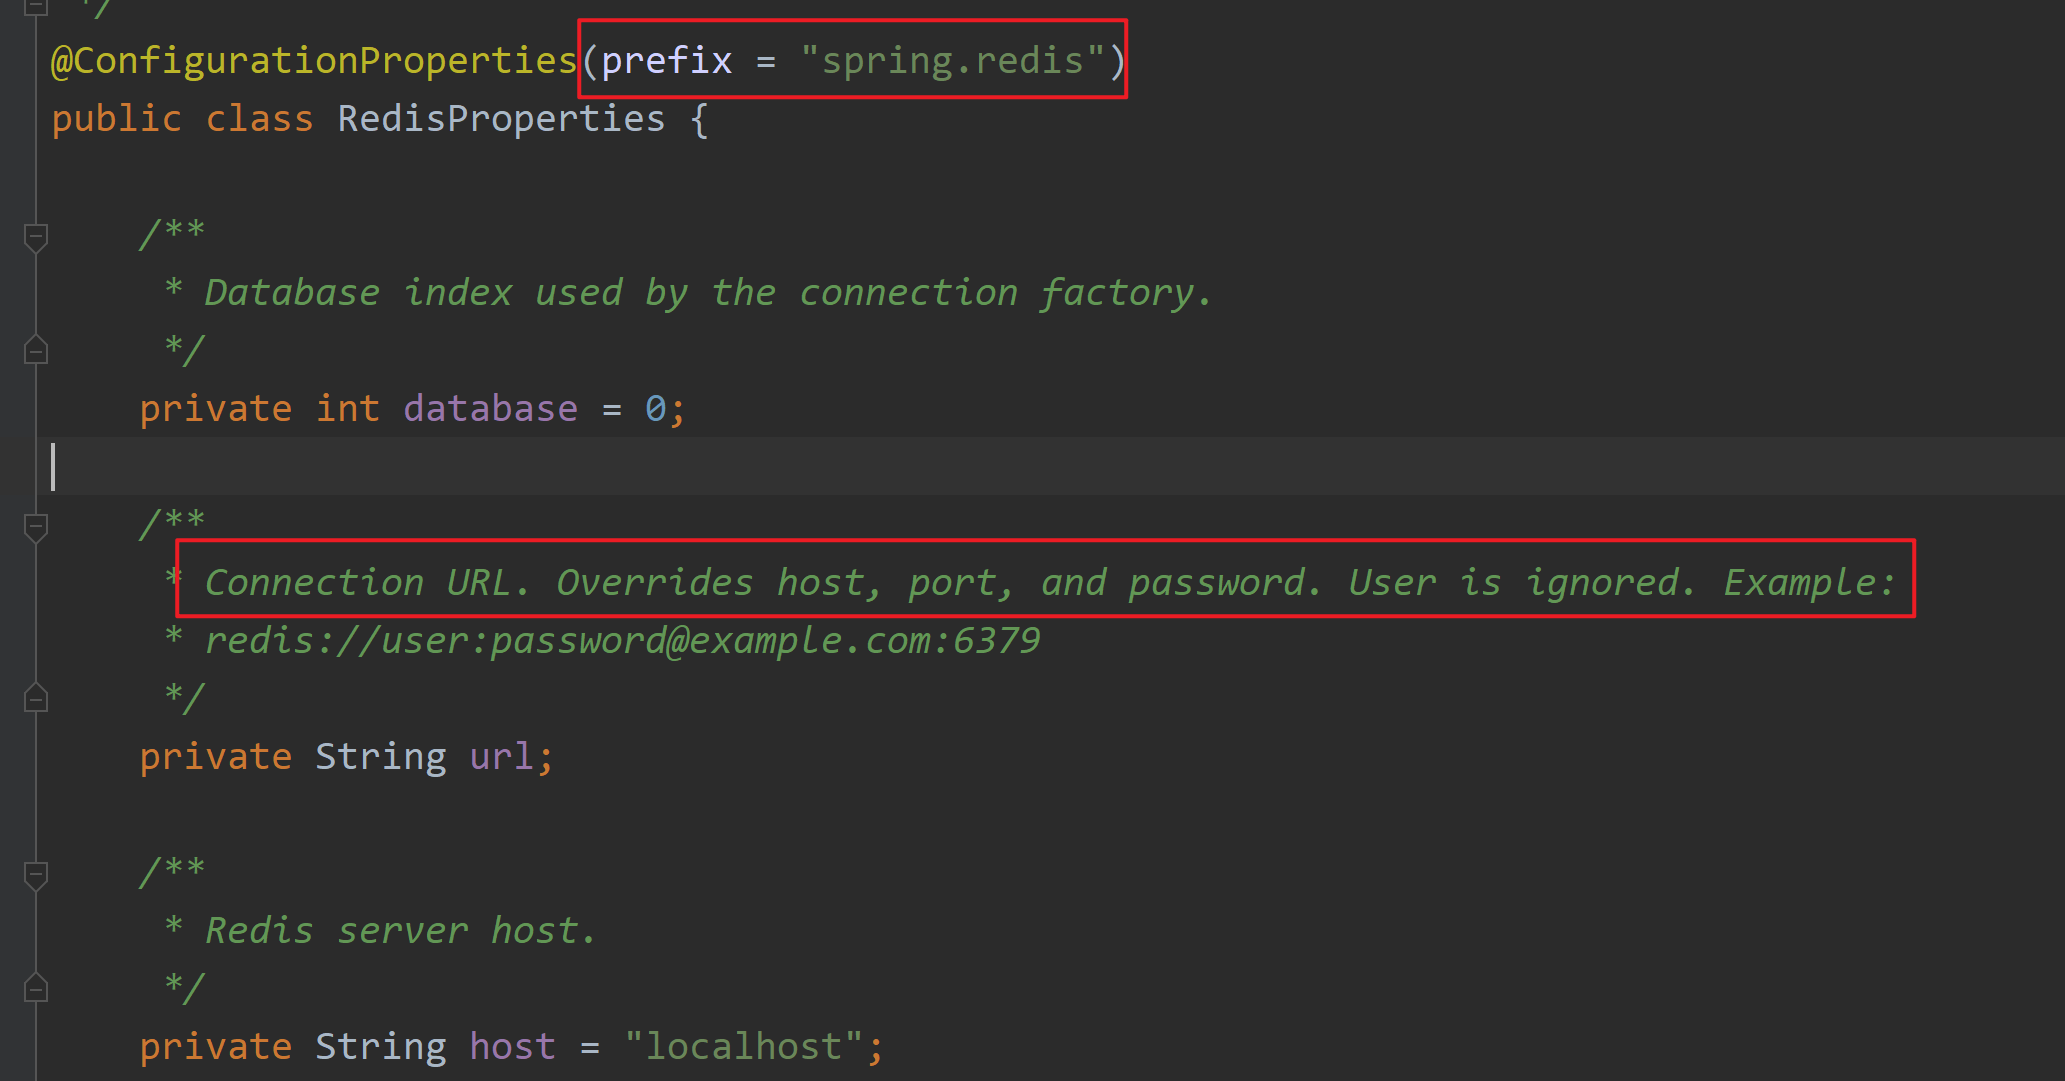 */
@ConfigurationProperties(prefix = "spring.redis")
public class RedisProperties {
/**
* Database index used by the connection factory.
*/
private int database = 0;
/**
* Connection URL. Overrides host, port, and password. User is ignored. Example:
* redis://user:password@example.com:6379
*/
private String url;
/**
* Redis server host.
*/
private String host = "localhost";